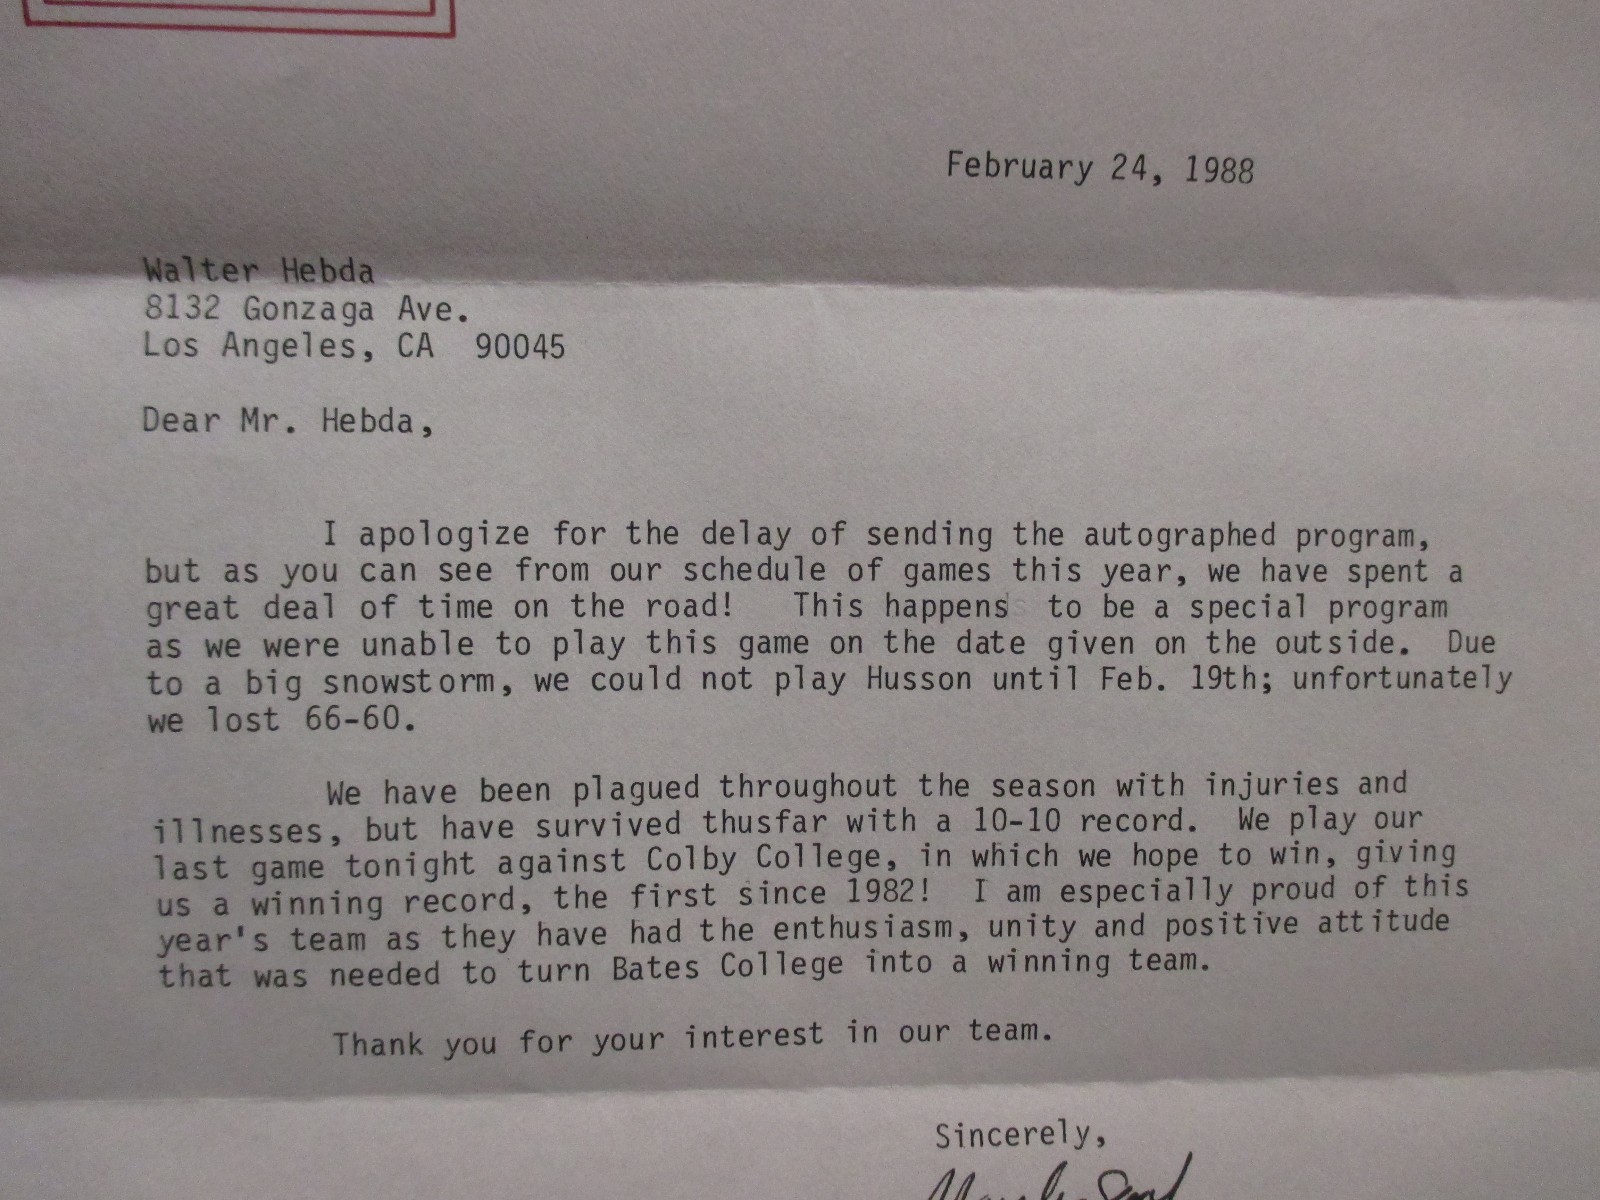 February 24, 1988
Walter Hebda
8132 Gonzaga Ave.
Los Angeles, CA 90045
Dear Mr. Hebda,
I apologize for the delay of sending the autographed program,
but as you can see from our schedule of games this year, we have spent a
great deal of time on the road! This happens to be a special program
as we were unable to play this game on the date given on the outside. Due
to a big snowstorm, we could not play Husson until Feb. 19th; unfortunately
we lost 66-60.
We have been plagued throughout the season with injuries and
illnesses, but have survived thusfar with a 10-10 record. We play our
last game tonight against Colby College, in which we hope to win, giving
us a winning record, the first since 1982! I am especially proud of this
year's team as they have had the enthusiasm, unity and positive attitude
that was needed to turn Bates College into a winning team.
Thank you for your interest in our team.
Sincerely,